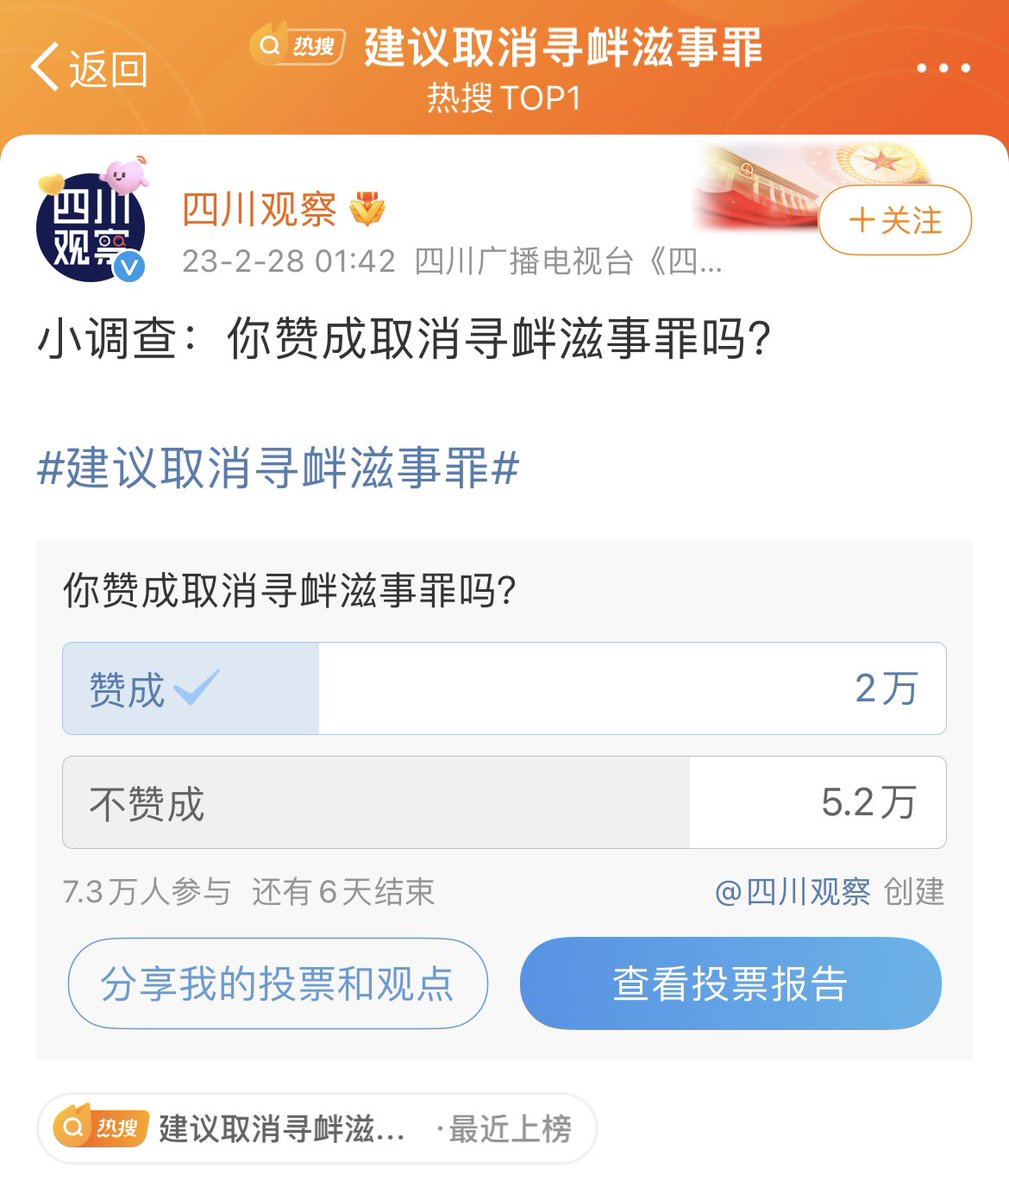 返回
热搜 建议取消寻衅滋事罪
热搜 TOP1
四川观察
四川观察
+关注
23-2-28 01:42 四川广播电视台《四...
小调查：你赞成取消寻衅滋事罪吗？
#建议取消寻衅滋事罪#
你赞成取消寻衅滋事罪吗？
赞成 2万
不赞成 5.2万
7.3万人参与 还有6天结束 @四川观察 创建
分享我的投票和观点 查看投票报告
热搜 建议取消寻衅滋... ·最近上榜